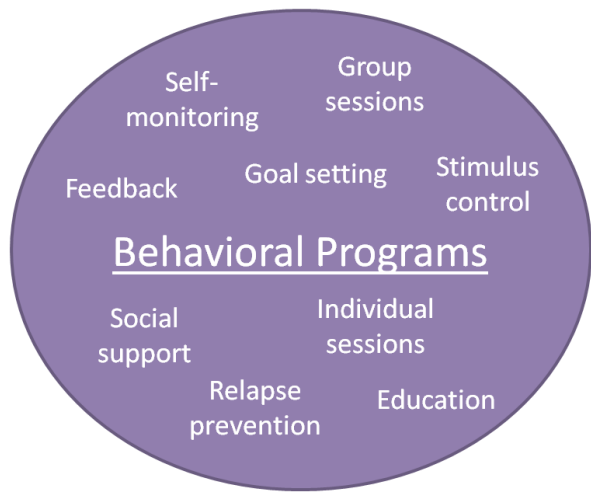 Self-
monitoring
Group
sessions
Feedback
Goal setting
Stimulus
control
Behavioral Programs
Social
support
Individual
sessions
Relapse
prevention
Education